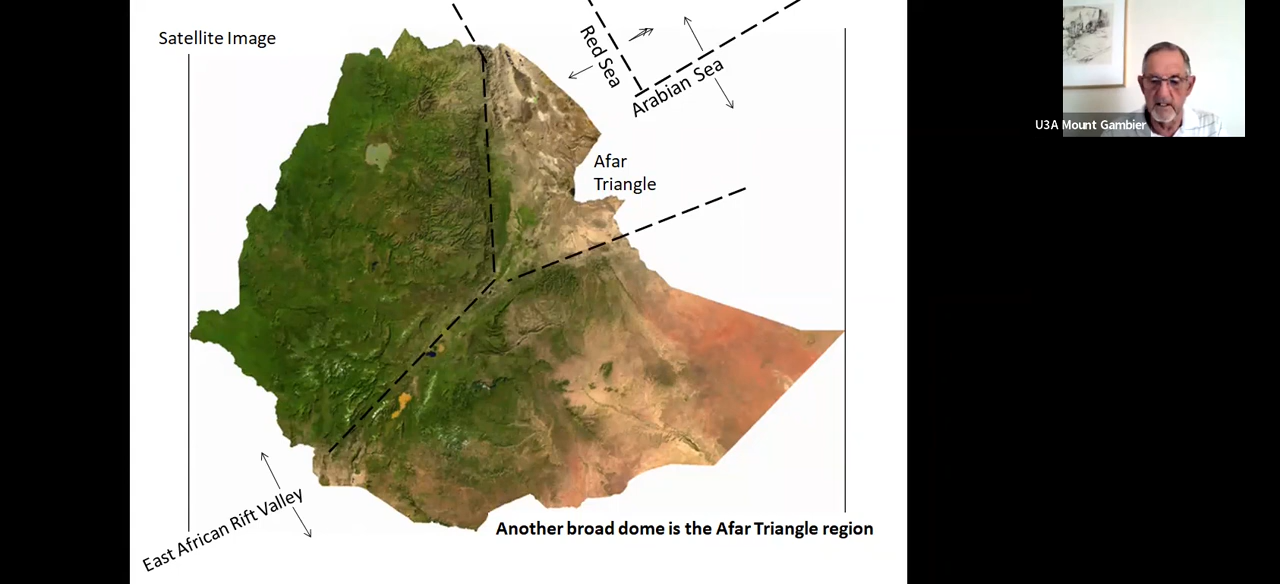 Satellite Image
Red Sea
Arabian Sea
U3A Mount Gambier
Afar
Triangle
East African Rift Valley
Another broad dome is the Afar Triangle region